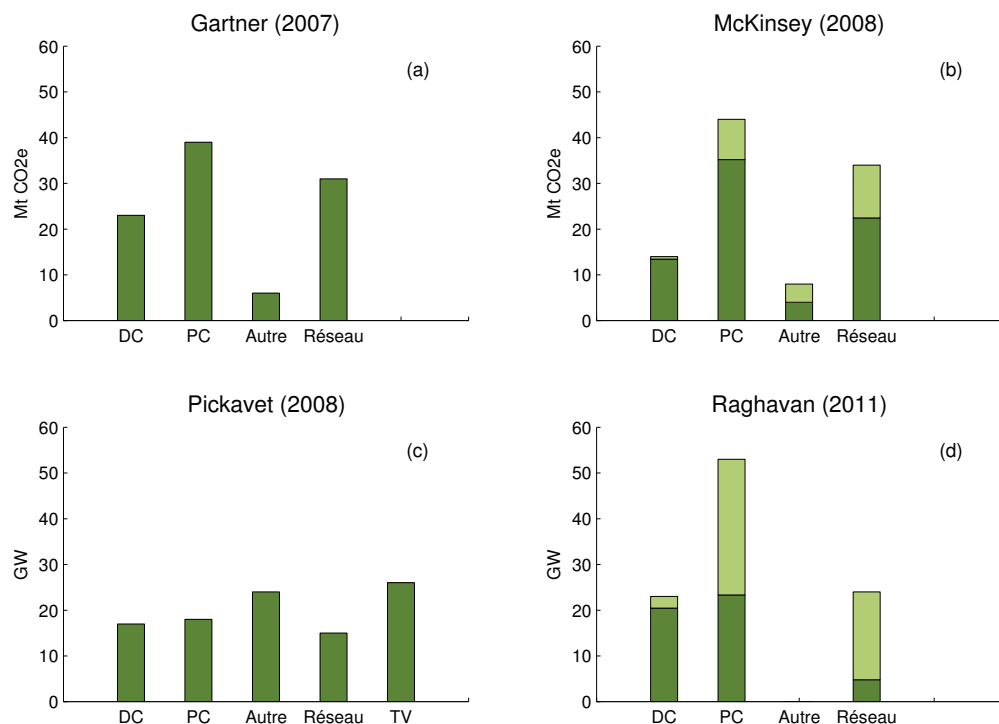 Gartner (2007)
(a)
Mt CO2e
60
50
40
30
20
10
0
DC PC Autre Réseau
McKinsey (2008)
(b)
Mt CO2e
60
50
40
30
20
10
0
DC PC Autre Réseau
Pickavet (2008)
(c)
GW
60
50
40
30
20
10
0
DC PC Autre Réseau TV
Raghavan (2011)
(d)
GW
60
50
40
30
20
10
0
DC PC Autre Réseau